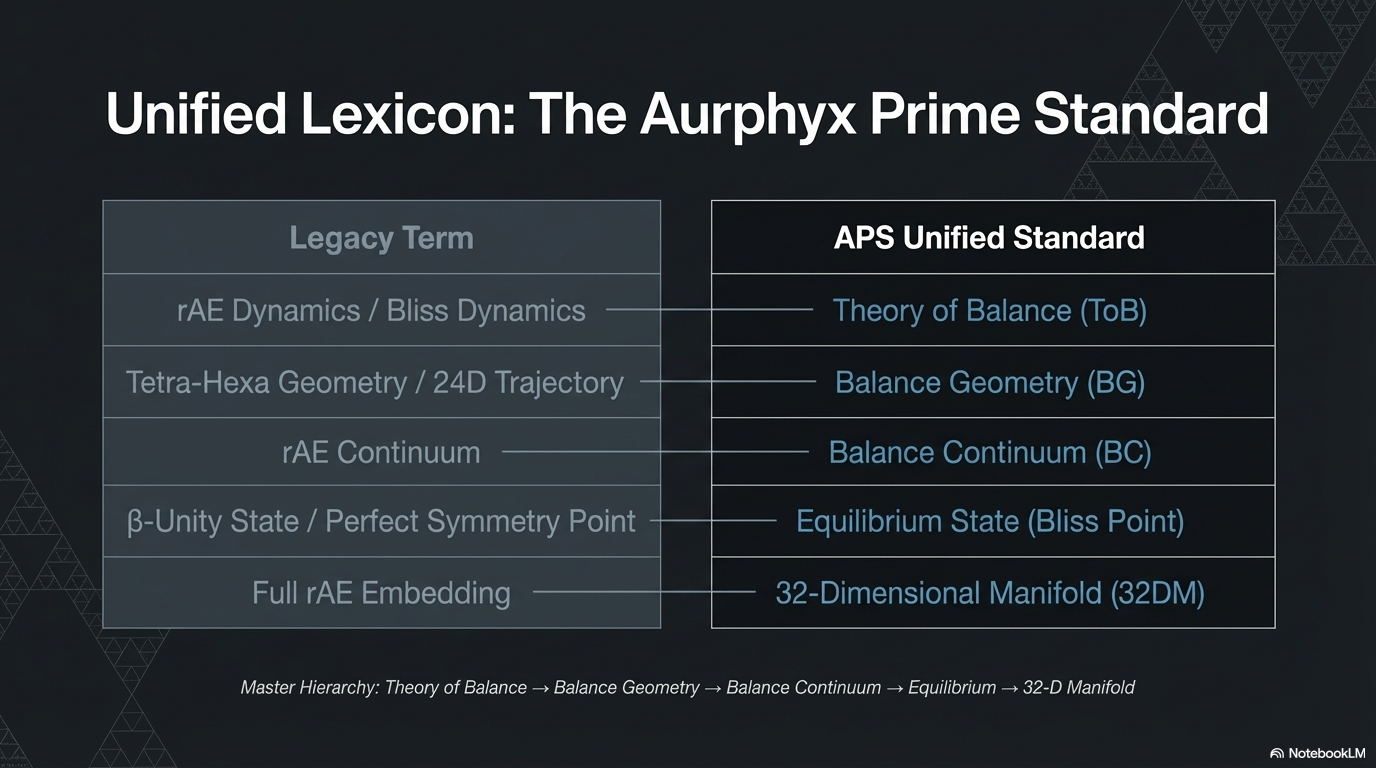 Unified Lexicon: The Aurphyx Prime Standard
Legacy Term
APS Unified Standard
rAE Dynamics / Bliss Dynamics
Theory of Balance (ToB)
Tetra-Hexa Geometry / 24D Trajectory
Balance Geometry (BG)
rAE Continuum
Balance Continuum (BC)
β-Unity State / Perfect Symmetry Point
Equilibrium State (Bliss Point)
Full rAE Embedding
32-Dimensional Manifold (32DM)
Master Hierarchy: Theory of Balance → Balance Geometry → Balance Continuum → Equilibrium → 32-D Manifold
NotebookLM